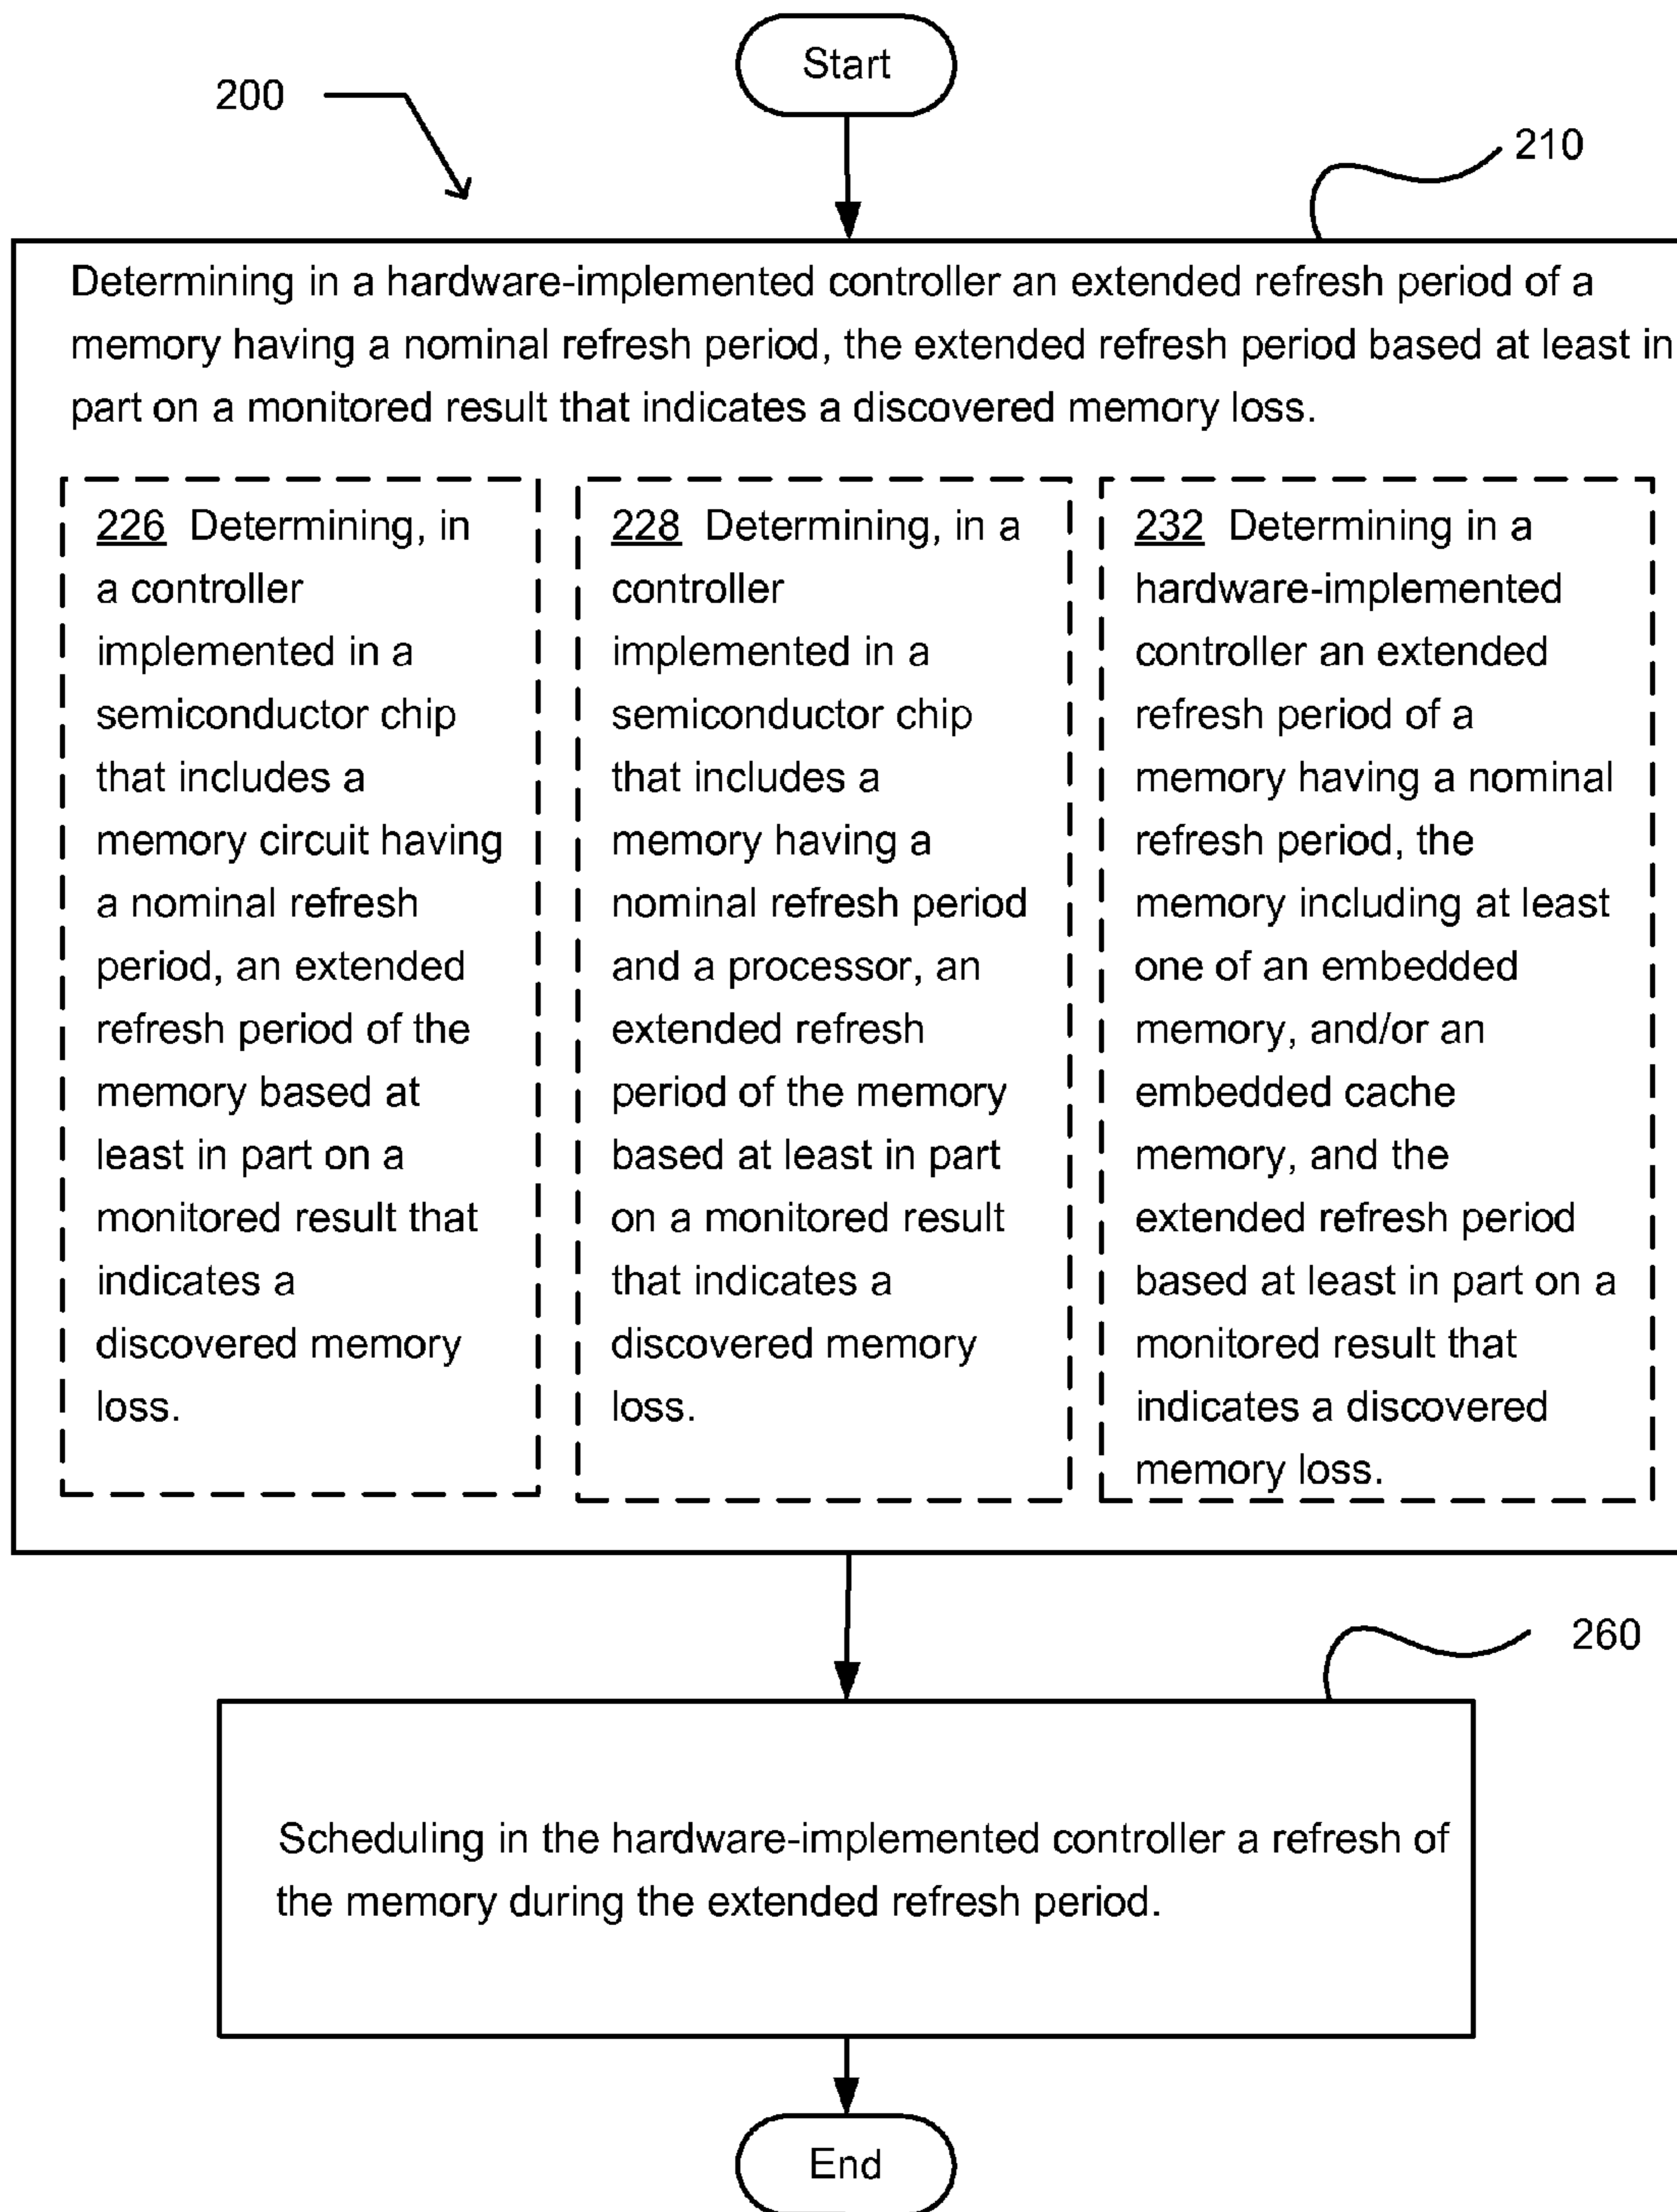 Start
200
210
Determining in a hardware-implemented controller an extended refresh period of a
memory having a nominal refresh period, the extended refresh period based at least in
part on a monitored result that indicates a discovered memory loss.
226 Determining, in
a controller
implemented in a
semiconductor chip
that includes a
memory circuit having
a nominal refresh
period, an extended
refresh period of the
memory based at
least in part on a
monitored result that
indicates a
discovered memory
loss.
228 Determining, in a
controller
implemented in a
semiconductor chip
that includes a
memory having a
nominal refresh period
and a processor, an
extended refresh
period of the memory
based at least in part
on a monitored result
that indicates a
discovered memory
loss.
232 Determining in a
hardware-implemented
controller an extended
refresh period of a
memory having a nominal
refresh period, the
memory including at least
one of an embedded
memory, and/or an
embedded cache
memory, and the
extended refresh period
based at least in part on a
monitored result that
indicates a discovered
memory loss.
260
Scheduling in the hardware-implemented controller a refresh of
the memory during the extended refresh period.
End